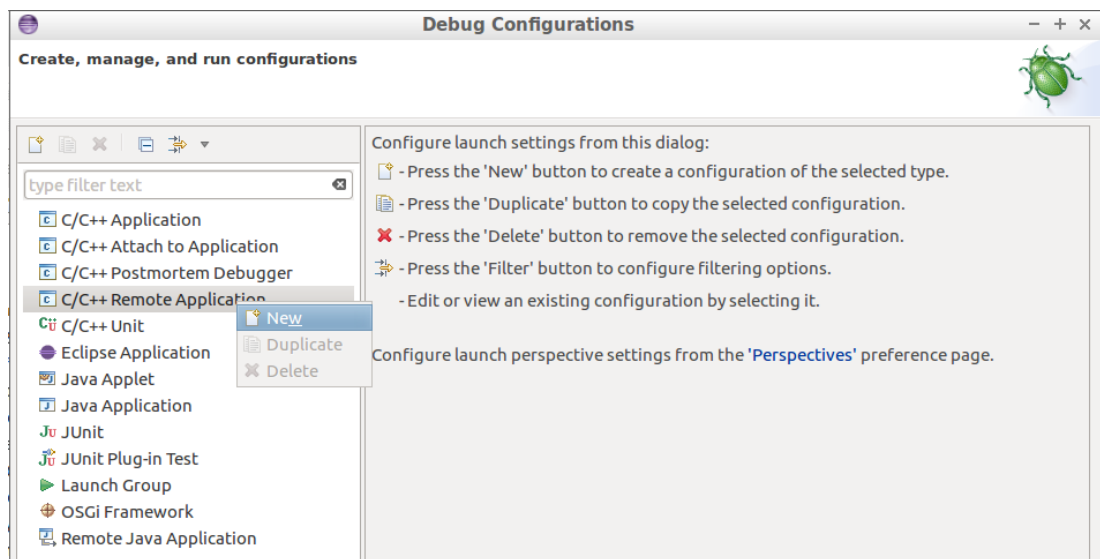 Debug Configurations
Create, manage, and run configurations
type filter text
C/C++ Application
C/C++ Attach to Application
C/C++ Postmortem Debugger
C/C++ Remote Application
C/C++ Unit
Eclipse Application
Java Applet
Java Application
JUnit
JUnit Plug-in Test
Launch Group
OSGi Framework
Remote Java Application
New
Duplicate
Delete
Configure launch settings from this dialog:
- Press the 'New' button to create a configuration of the selected type.
- Press the 'Duplicate' button to copy the selected configuration.
- Press the 'Delete' button to remove the selected configuration.
- Press the 'Filter' button to configure filtering options.
- Edit or view an existing configuration by selecting it.
Configure launch perspective settings from the 'Perspectives' preference page.